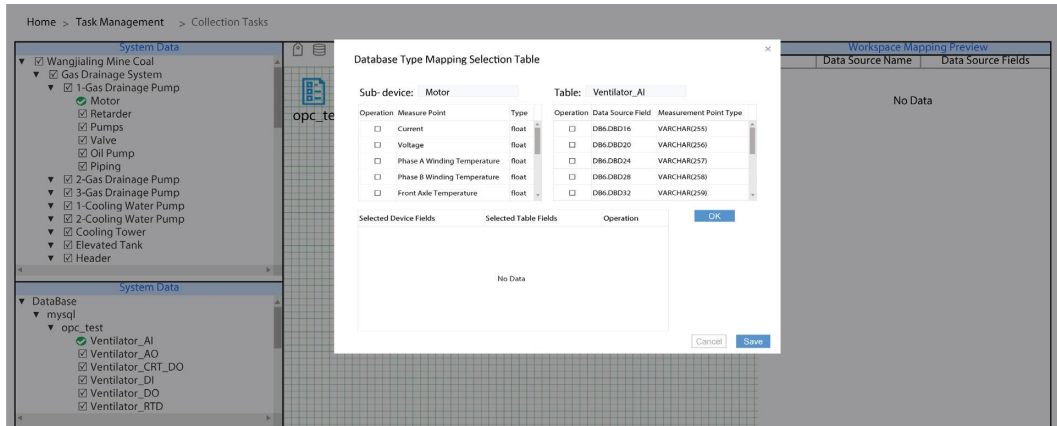 Home > Task Management > Collection Tasks
System Data
Wangjialing Mine Coal
Gas Drainage System
1-Gas Drainage Pump
Motor
Retarder
Pumps
Valve
Oil Pump
Piping
2-Gas Drainage Pump
3-Gas Drainage Pump
1-Cooling Water Pump
2-Cooling Water Pump
Cooling Tower
Elevated Tank
Header
System Data
DataBase
mysql
opc_test
Ventilator_AI
Ventilator_AO
Ventilator_CRT_DO
Ventilator_DI
Ventilator_DO
Ventilator_RTD
opc_te
Database Type Mapping Selection Table
×
Sub- device: Motor
Operation Measure Point Type
Current float
Voltage float
Phase A Winding Temperature float
Phase B Winding Temperature float
Front Axle Temperature float
Table: Ventilator_AI
Operation Data Source Field Measurement Point Type
DB6.DBD16 VARCHAR(255)
DB6.DBD20 VARCHAR(256)
DB6.DBD24 VARCHAR(257)
DB6.DBD28 VARCHAR(258)
DB6.DBD32 VARCHAR(259)
Selected Device Fields Selected Table Fields Operation
No Data
OK
Cancel Save
Workspace Mapping Preview
Data Source Name Data Source Fields
No Data